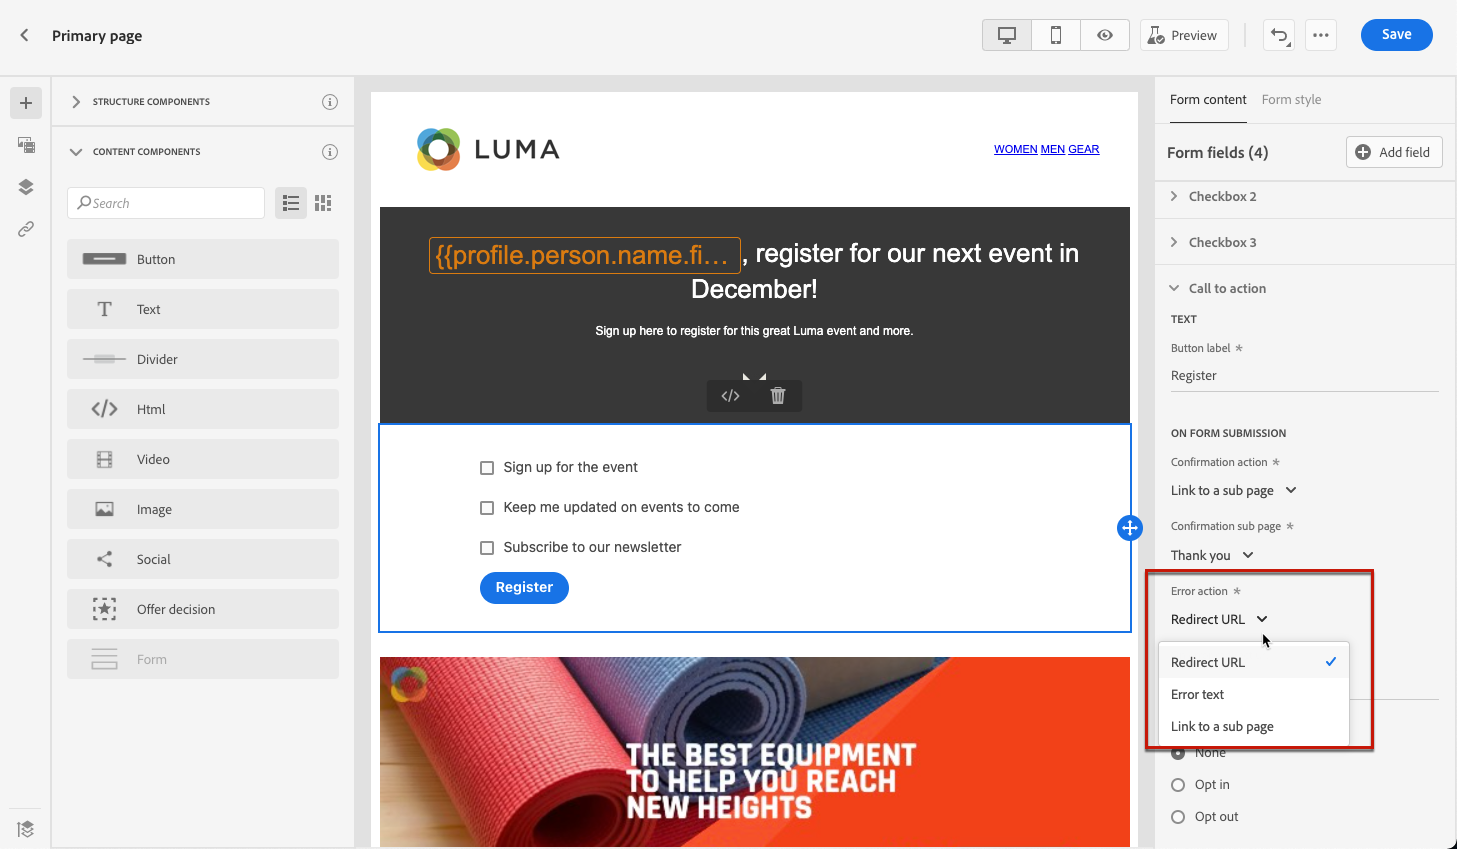 Primary page
Preview
Save
STRUCTURE COMPONENTS
CONTENT COMPONENTS
Search
Button
Text
Divider
Html
Video
Image
Social
Offer decision
Form
LUMA
WOMEN MEN GEAR
{{profile.person.name.fi... , register for our next event in
December!
Sign up here to register for this great Luma event and more.
Sign up for the event
Keep me updated on events to come
Subscribe to our newsletter
Register
THE BEST EQUIPMENT
TO HELP YOU REACH
NEW HEIGHTS
Form content Form style
Form fields (4) Add field
Checkbox 2
Checkbox 3
Call to action
TEXT
Button label *
Register
ON FORM SUBMISSION
Confirmation action *
Link to a sub page
Confirmation sub page *
Thank you
Error action *
Redirect URL
Redirect URL
Error text
Link to a sub page
None
Opt in
Opt out